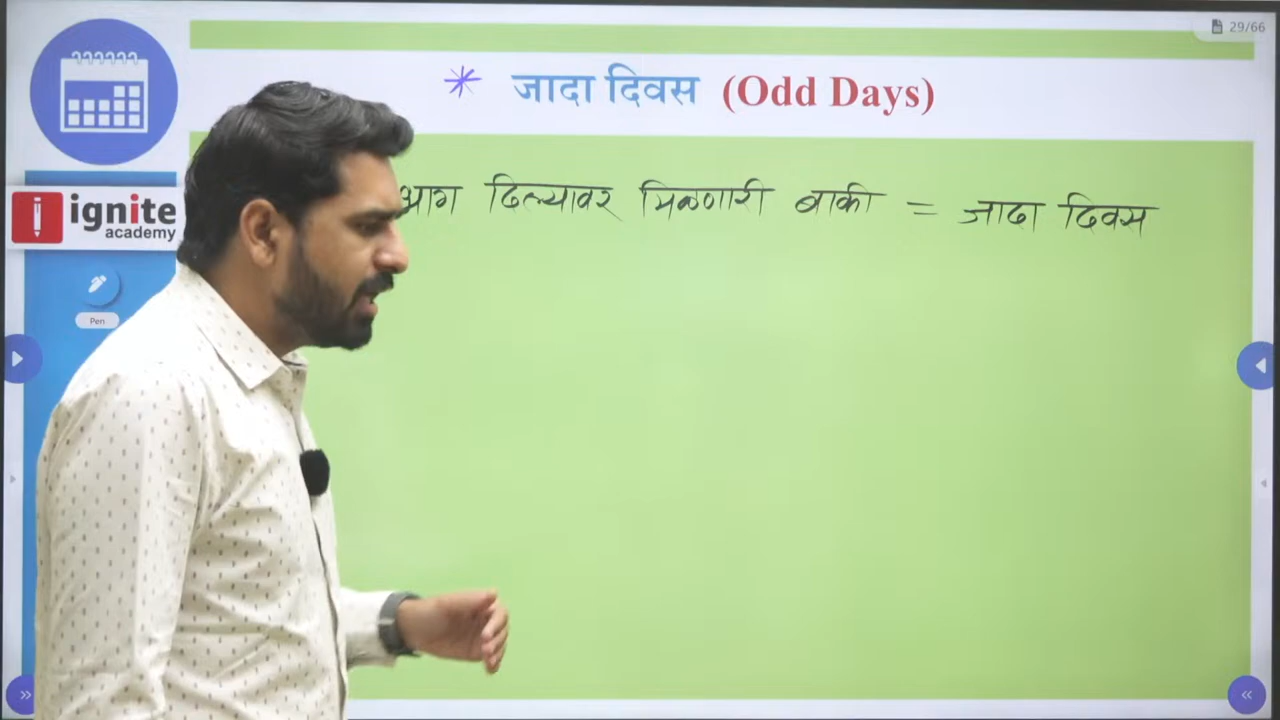 29/66
* जादा दिवस (Odd Days)
भाग दिल्यावर मिळणारी बाकी = जादा दिवस
ignite
academy
Pen